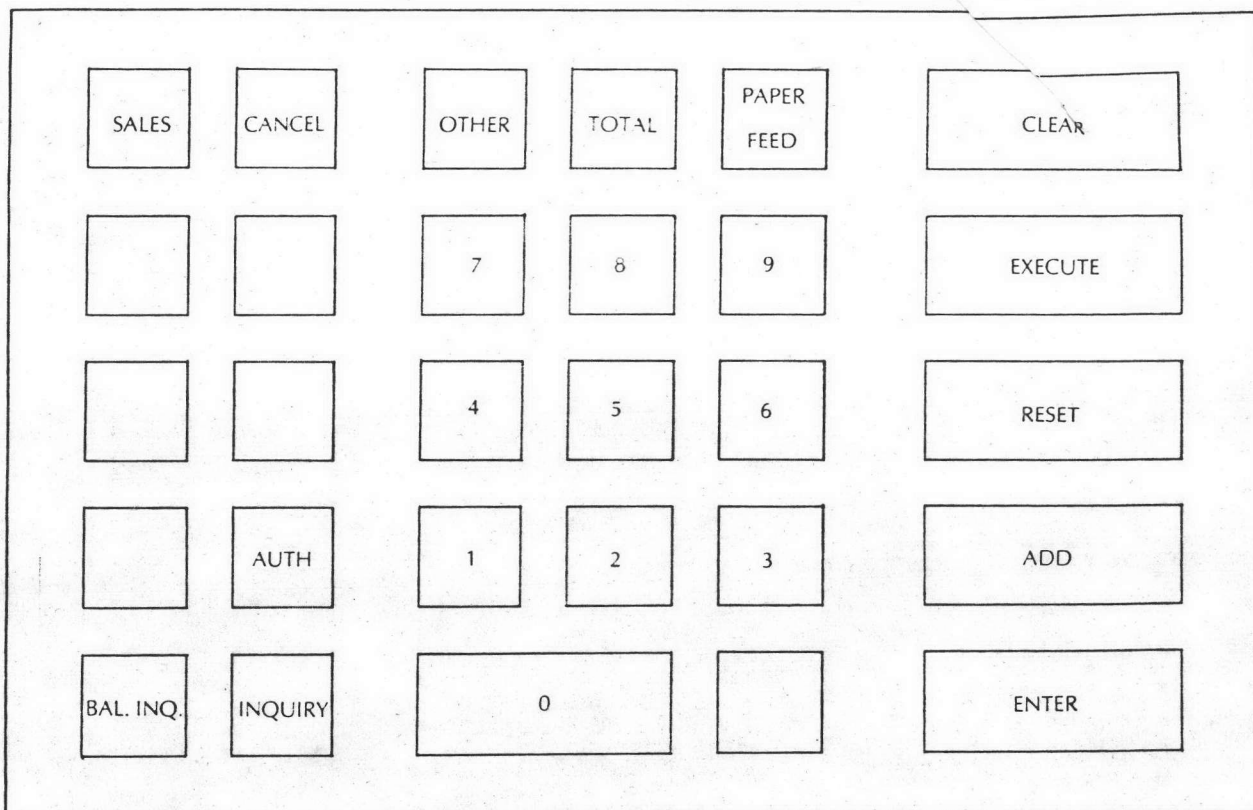 SALES CANCEL OTHER TOTAL PAPER FEED CLEAR
7 8 9 EXECUTE
4 5 6 RESET
AUTH 1 2 3 ADD
BAL. INQ. INQUIRY 0 ENTER